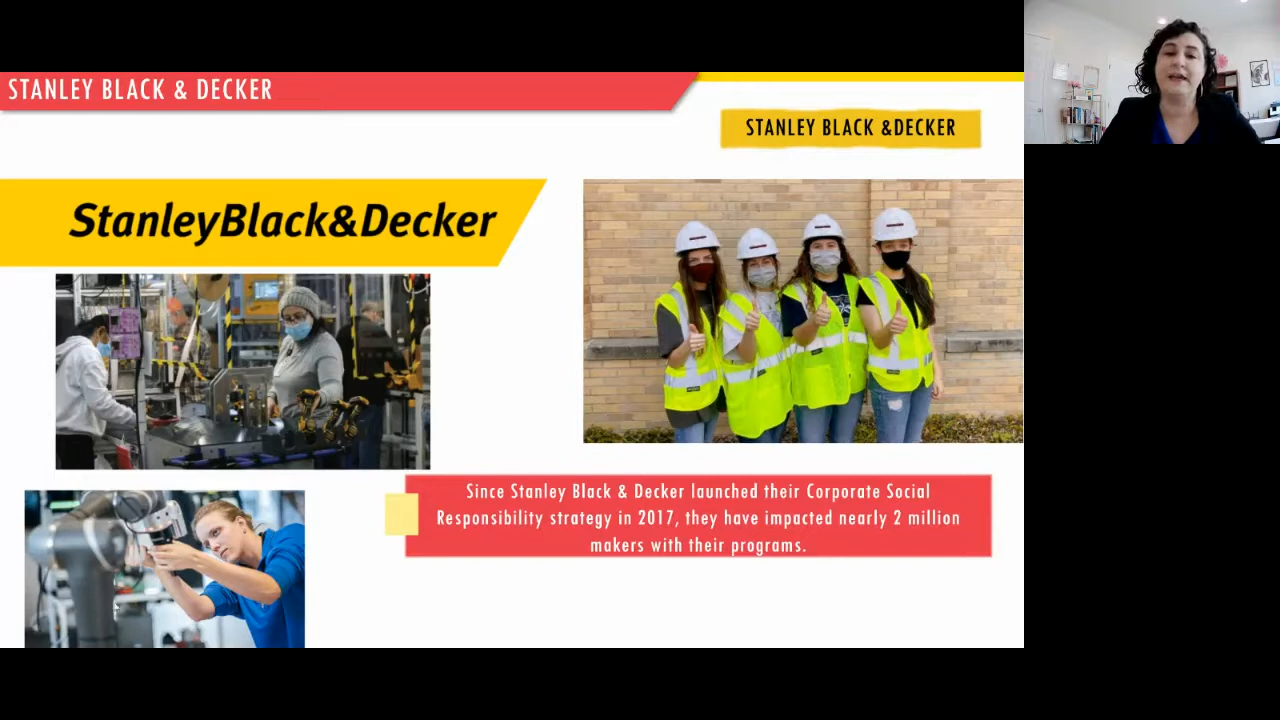 STANLEY BLACK & DECKER
STANLEY BLACK &DECKER
StanleyBlack&Decker
Since Stanley Black & Decker launched their Corporate Social
Responsibility strategy in 2017, they have impacted nearly 2 million
makers with their programs.